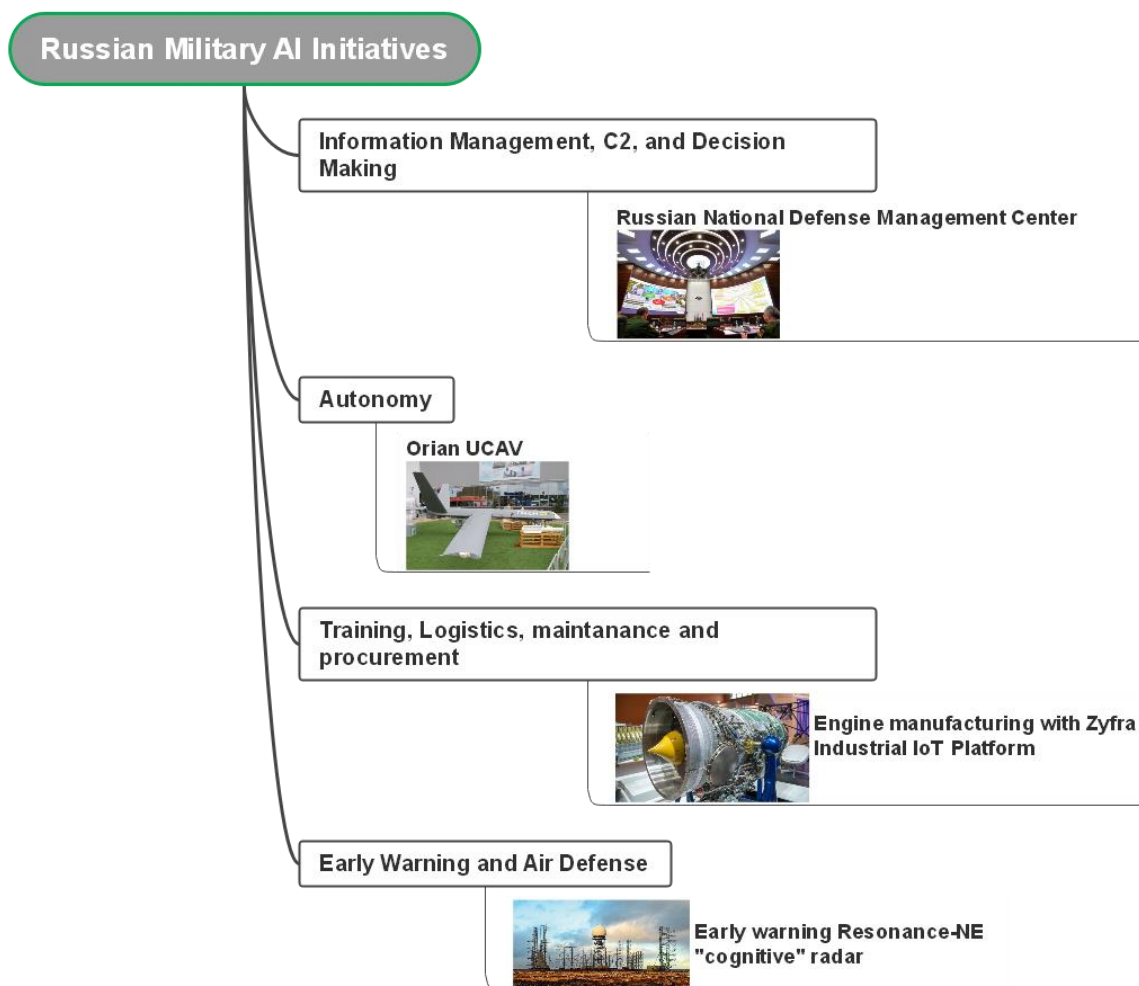 Russian Military AI Initiatives
Information Management, C2, and Decision
Making
Russian National Defense Management Center
Autonomy
Orian UCAV
Training, Logistics, maintanance and
procurement
Engine manufacturing with Zyfra
Industrial IoT Platform
Early Warning and Air Defense
Early warning Resonance-NE
"cognitive" radar